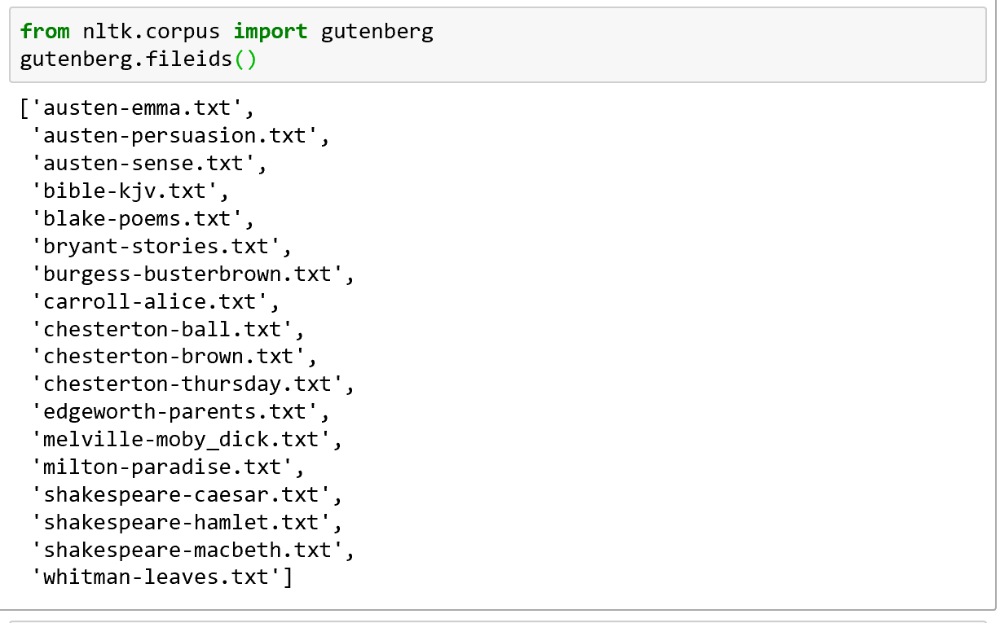 from nltk.corpus import gutenberg
gutenberg.fileids()
['austen-emma.txt',
 'austen-persuasion.txt',
 'austen-sense.txt',
 'bible-kjv.txt',
 'blake-poems.txt',
 'bryant-stories.txt',
 'burgess-busterbrown.txt',
 'carroll-alice.txt',
 'chesterton-ball.txt',
 'chesterton-brown.txt',
 'chesterton-thursday.txt',
 'edgeworth-parents.txt',
 'melville-moby_dick.txt',
 'milton-paradise.txt',
 'shakespeare-caesar.txt',
 'shakespeare-hamlet.txt',
 'shakespeare-macbeth.txt',
 'whitman-leaves.txt']